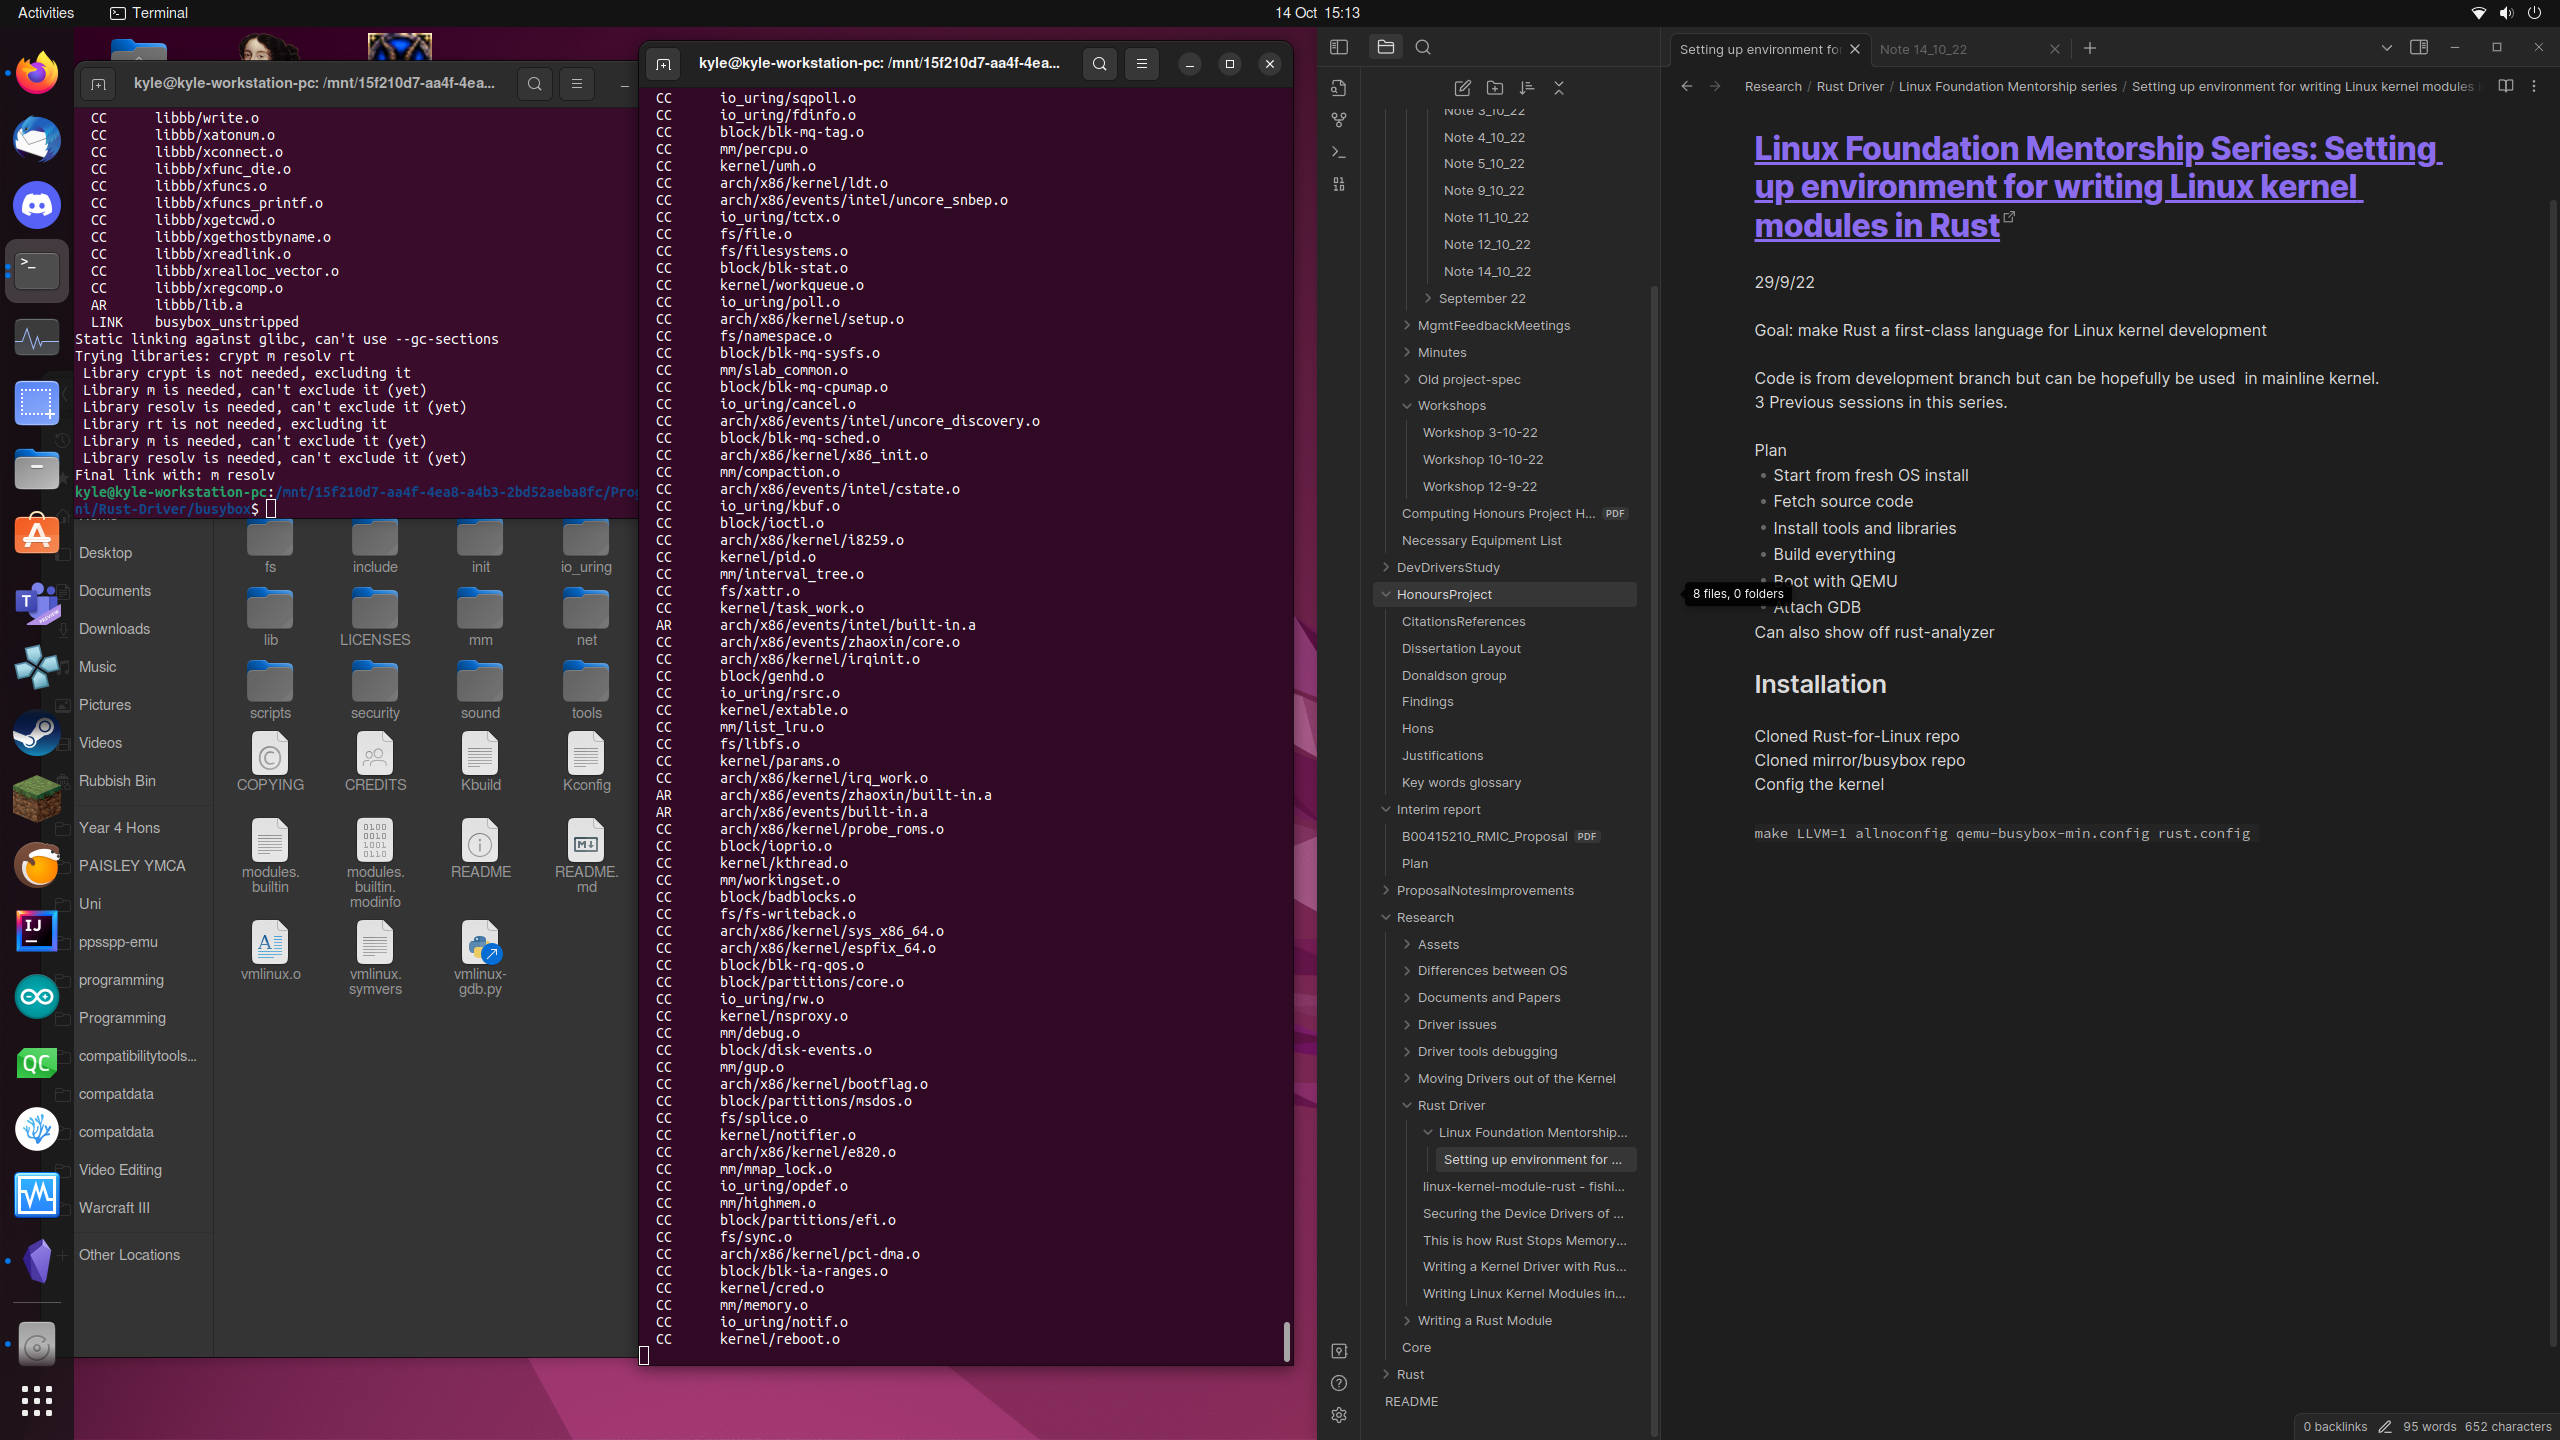 Activities
Terminal
14 Oct 15:13
kyle@kyle-workstation-pc: /mnt/15f210d7-aa4f-4ea...
CC libbb/write.o
CC libbb/xatonum.o
CC libbb/xconnect.o
CC libbb/xfunc_die.o
CC libbb/xfuncs.o
CC libbb/xfuncs_printf.o
CC libbb/xgetcwd.o
CC libbb/xgethostbyname.o
CC libbb/xreadlink.o
CC libbb/xrealloc_vector.o
CC libbb/xregcomp.o
AR libbb/lib.a
LINK busybox_unstripped
Static linking against glibc, can't use --gc-sections
Trying libraries: crypt m resolv rt
Library crypt is not needed, excluding it
Library m is needed, can't exclude it (yet)
Library resolv is needed, can't exclude it (yet)
Library rt is not needed, excluding it
Library m is needed, can't exclude it (yet)
Library resolv is needed, can't exclude it (yet)
Final link with: m resolv
kyle@kyle-workstation-pc:/mnt/15f210d7-aa4f-4ea8-a4b3-2bd52aeba8fc/Prog
ni/Rust-Driver/busybox$
Desktop
Documents
Downloads
Music
Pictures
Videos
Rubbish Bin
Year 4 Hons
PAISLEY YMCA
Uni
ppsspp-emu
programming
Programming
compatibilitytools...
compatdata
compatdata
Video Editing
Warcraft III
Other Locations
fs
include
init
io_uring
lib
LICENSES
mm
net
scripts
security
sound
tools
COPYING
CREDITS
Kbuild
Kconfig
modules.
builtin
modules.
builtin.
modinfo
README
README.
md
vmlinux.o
vmlinux.
symvers
vmlinux-
gdb.py
kyle@kyle-workstation-pc: /mnt/15f210d7-aa4f-4ea...
CC io_uring/sqpoll.o
CC io_uring/fdinfo.o
CC block/blk-mq-tag.o
CC mm/percpu.o
CC kernel/umh.o
CC arch/x86/kernel/ldt.o
CC arch/x86/events/intel/uncore_snbep.o
CC io_uring/tctx.o
CC fs/file.o
CC fs/filesystems.o
CC block/blk-stat.o
CC kernel/workqueue.o
CC io_uring/poll.o
CC arch/x86/kernel/setup.o
CC fs/namespace.o
CC block/blk-mq-sysfs.o
CC mm/slab_common.o
CC block/blk-mq-cpumap.o
CC io_uring/cancel.o
CC arch/x86/events/intel/uncore_discovery.o
CC block/blk-mq-sched.o
CC arch/x86/kernel/x86_init.o
CC mm/compaction.o
CC arch/x86/events/intel/cstate.o
CC io_uring/kbuf.o
CC block/ioctl.o
CC arch/x86/kernel/i8259.o
CC kernel/pid.o
CC mm/interval_tree.o
CC fs/xattr.o
CC kernel/task_work.o
AR arch/x86/events/intel/built-in.a
CC arch/x86/events/zhaoxin/core.o
CC arch/x86/kernel/irqinit.o
CC block/genhd.o
CC io_uring/rsrc.o
CC kernel/extable.o
CC mm/list_lru.o
CC fs/libfs.o
CC kernel/params.o
CC arch/x86/kernel/irq_work.o
AR arch/x86/events/zhaoxin/built-in.a
AR arch/x86/events/built-in.a
CC arch/x86/kernel/probe_roms.o
CC block/ioprio.o
CC kernel/kthread.o
CC mm/workingset.o
CC block/badblocks.o
CC fs/fs-writeback.o
CC arch/x86/kernel/sys_x86_64.o
CC arch/x86/kernel/espfix_64.o
CC block/blk-rq-qos.o
CC block/partitions/core.o
CC io_uring/rw.o
CC kernel/nsproxy.o
CC mm/debug.o
CC block/disk-events.o
CC mm/gup.o
CC arch/x86/kernel/bootflag.o
CC block/partitions/msdos.o
CC fs/splice.o
CC kernel/notifier.o
CC arch/x86/kernel/e820.o
CC mm/mmap_lock.o
CC io_uring/opdef.o
CC mm/highmem.o
CC block/partitions/efi.o
CC fs/sync.o
CC arch/x86/kernel/pci-dma.o
CC block/blk-ia-ranges.o
CC kernel/cred.o
CC mm/memory.o
CC io_uring/notif.o
CC kernel/reboot.o
Note 3_10_22
Note 4_10_22
Note 5_10_22
Note 9_10_22
Note 11_10_22
Note 12_10_22
Note 14_10_22
September 22
MgmtFeedbackMeetings
Minutes
Old project-spec
Workshops
Workshop 3-10-22
Workshop 10-10-22
Workshop 12-9-22
Computing Honours Project H... PDF
Necessary Equipment List
DevDriversStudy
HonoursProject
CitationsReferences
Dissertation Layout
Donaldson group
Findings
Hons
Justifications
Key words glossary
Interim report
B00415210_RMIC_Proposal PDF
Plan
ProposalNotesImprovements
Research
Assets
Differences between OS
Documents and Papers
Driver issues
Driver tools debugging
Moving Drivers out of the Kernel
Rust Driver
Linux Foundation Mentorship...
Setting up environment for ...
linux-kernel-module-rust - fishi...
Securing the Device Drivers of ...
This is how Rust Stops Memory...
Writing a Kernel Driver with Rus...
Writing Linux Kernel Modules in...
Writing a Rust Module
Core
Rust
README
8 files, 0 folders
Setting up environment for
Note 14_10_22
Research / Rust Driver / Linux Foundation Mentorship series / Setting up environment for writing Linux kernel modules
Linux Foundation Mentorship Series: Setting
up environment for writing Linux kernel
modules in Rust
29/9/22
Goal: make Rust a first-class language for Linux kernel development
Code is from development branch but can be hopefully be used in mainline kernel.
3 Previous sessions in this series.
Plan
• Start from fresh OS install
• Fetch source code
• Install tools and libraries
• Build everything
• Boot with QEMU
• Attach GDB
Can also show off rust-analyzer
Installation
Cloned Rust-for-Linux repo
Cloned mirror/busybox repo
Config the kernel
make LLVM=1 allnoconfig qemu-busybox-min.config rust.config
0 backlinks
95 words 652 characters